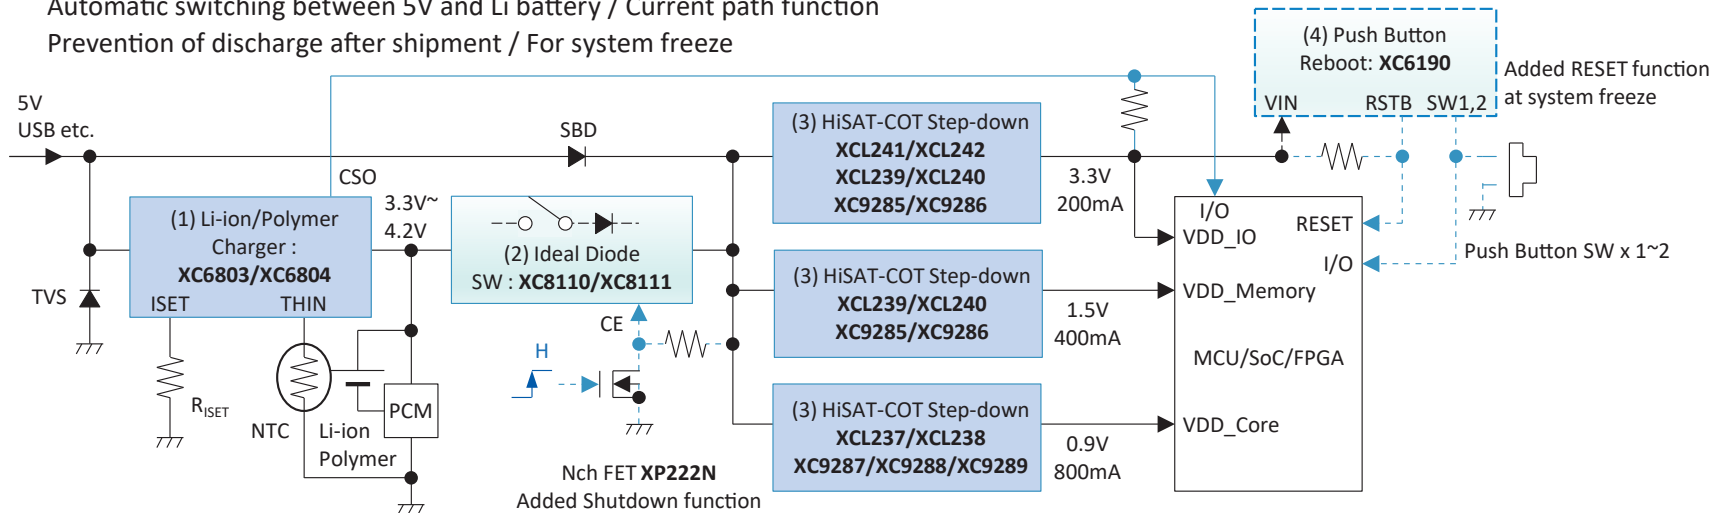 Automatic switching between 5V and Li battery / Current path function
Prevention of discharge after shipment / For system freeze
5V
USB etc.
SBD
CSO
(1) Li-ion/Polymer
Charger :
XC6803/XC6804
ISET
THIN
TVS
RISET
NTC
Li-ion
Polymer
PCM
3.3V~
4.2V
(2) Ideal Diode
SW : XC8110/XC8111
CE
H
Nch FET XP222N
Added Shutdown function
(3) HiSAT-COT Step-down
XCL241/XCL242
XCL239/XCL240
XC9285/XC9286
3.3V
200mA
(3) HiSAT-COT Step-down
XCL239/XCL240
XC9285/XC9286
1.5V
400mA
(3) HiSAT-COT Step-down
XCL237/XCL238
XC9287/XC9288/XC9289
0.9V
800mA
(4) Push Button
Reboot: XC6190
VIN
RSTB
SW1,2
Added RESET function
at system freeze
I/O
VDD_IO
RESET
I/O
VDD_Memory
MCU/SoC/FPGA
VDD_Core
Push Button SW x 1~2